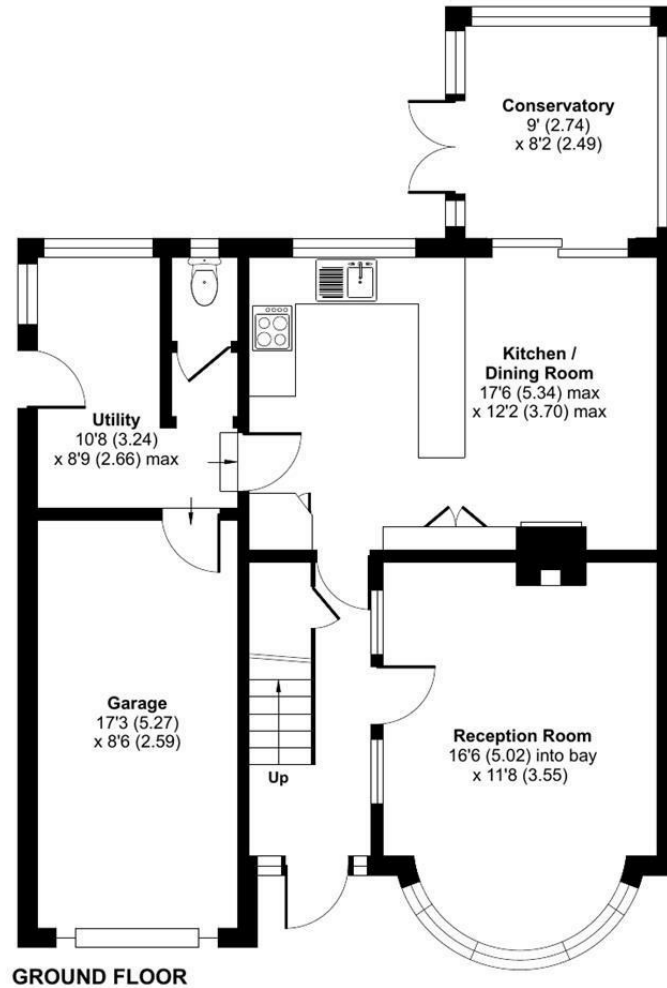 Conservatory
9' (2.74)
x 8'2 (2.49)
Kitchen /
Dining Room
17'6 (5.34) max
x 12'2 (3.70) max
Utility
10'8 (3.24)
x 8'9 (2.66) max
Garage
17'3 (5.27)
x 8'6 (2.59)
Up
Reception Room
16'6 (5.02) into bay
x 11'8 (3.55)
GROUND FLOOR